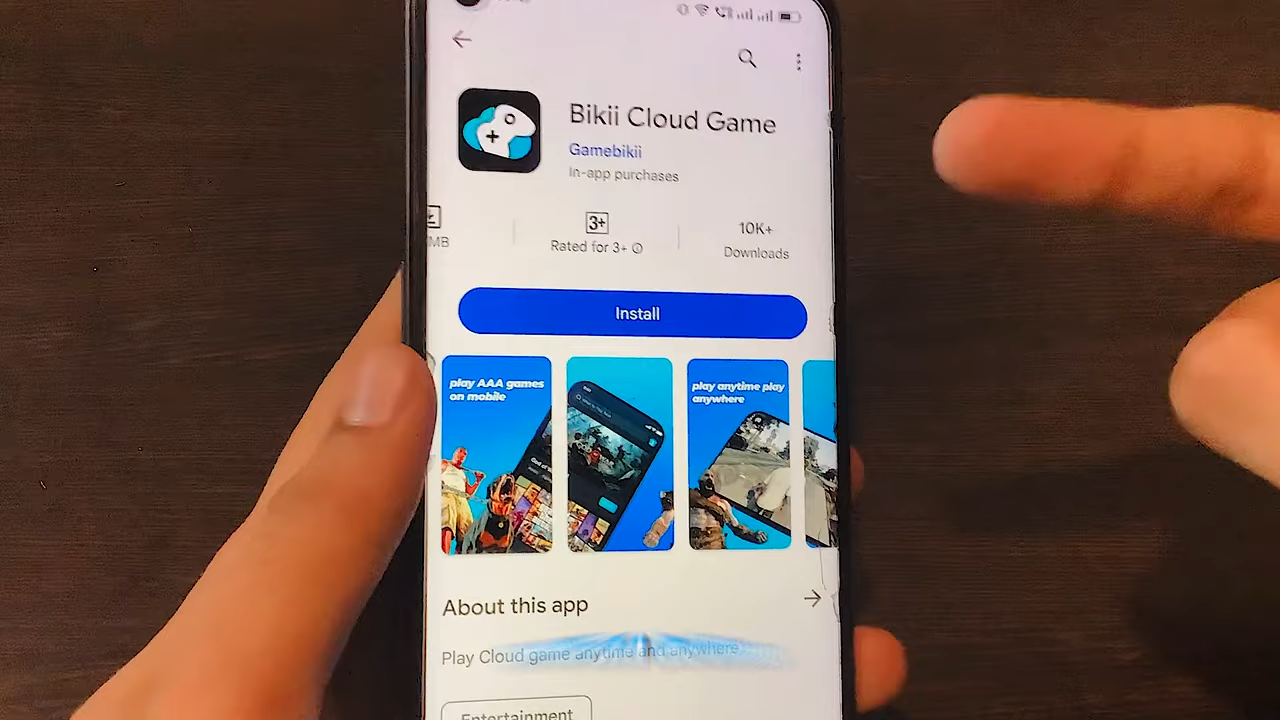 Bikii Cloud Game
Gamebikii
In-app purchases
MB
3+
Rated for 3+
10K+
Downloads
Install
play AAA games
on mobile
play anytime play
anywhere
About this app
Play Cloud game anytime and anywhere
Entertainment